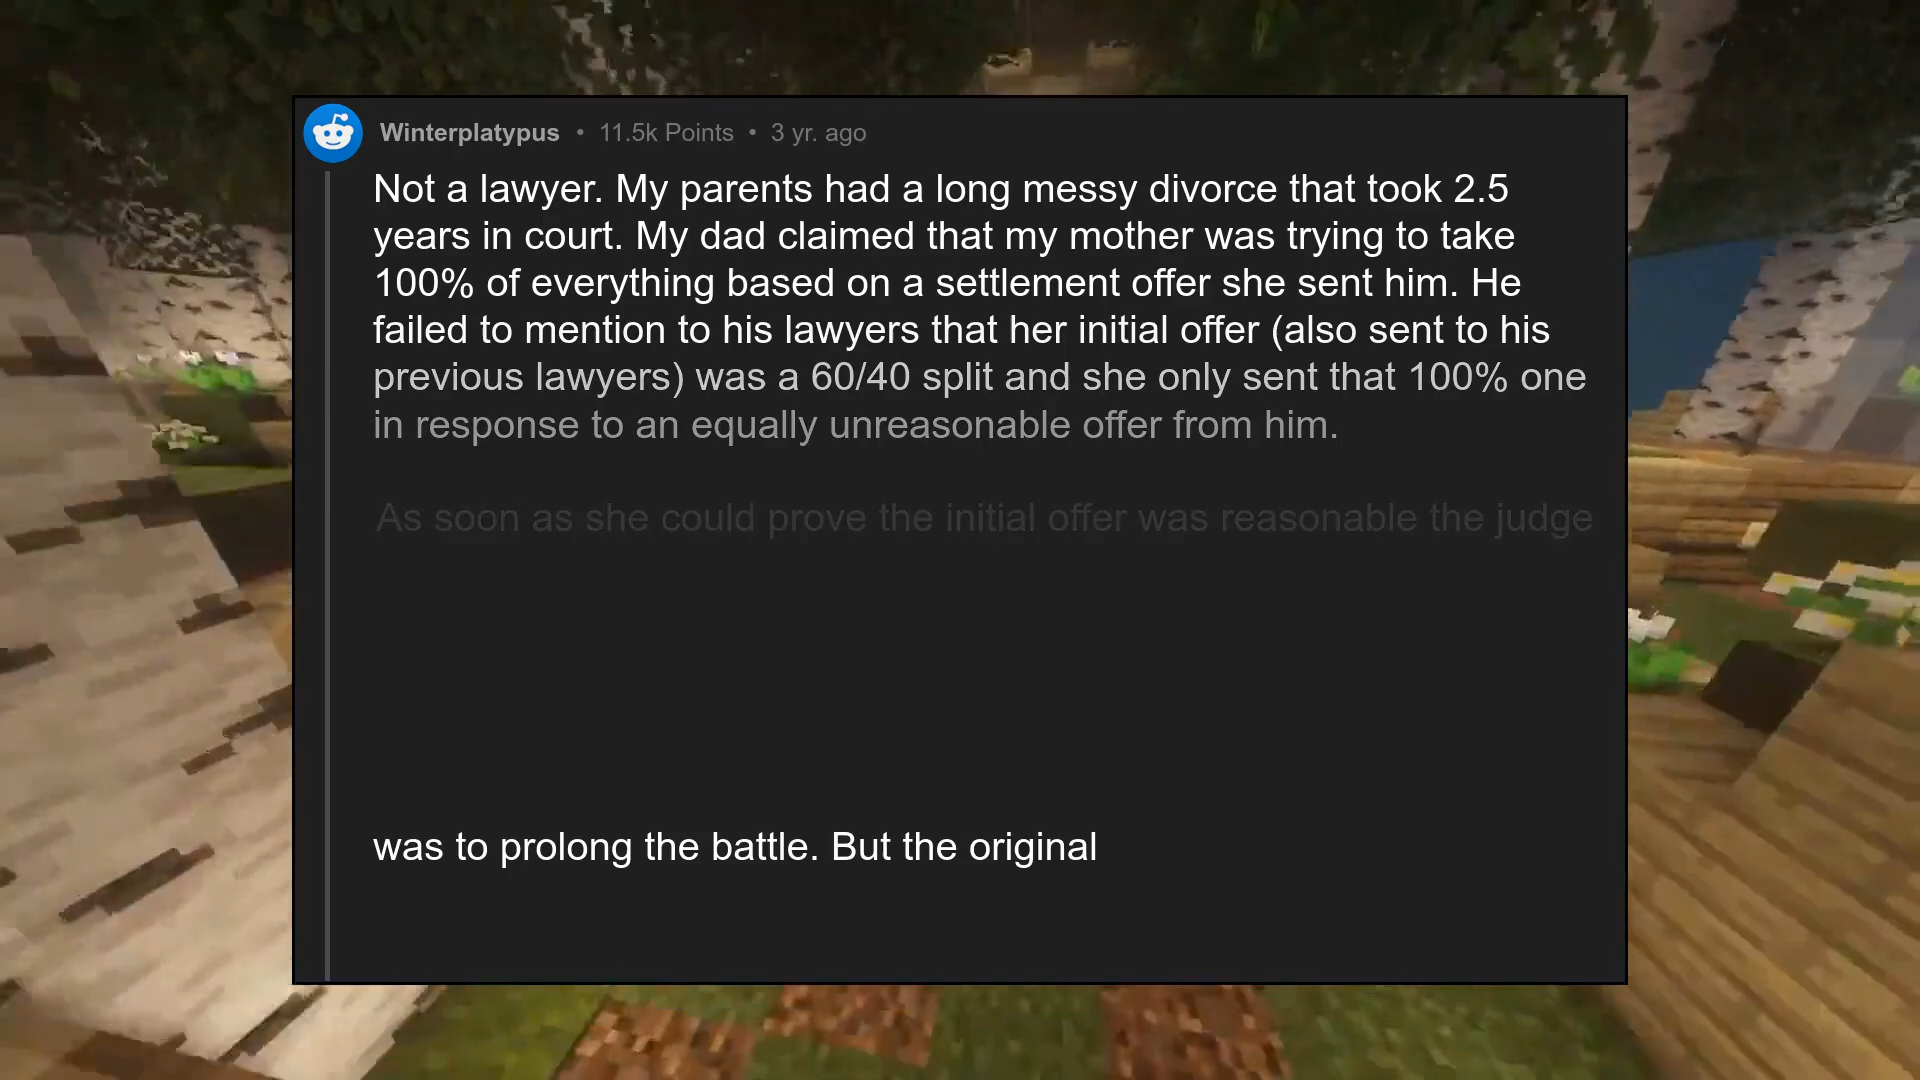 Winterplatypus • 11.5k Points • 3 yr. ago
Not a lawyer. My parents had a long messy divorce that took 2.5
years in court. My dad claimed that my mother was trying to take
100% of everything based on a settlement offer she sent him. He
failed to mention to his lawyers that her initial offer (also sent to his
previous lawyers) was a 60/40 split and she only sent that 100% one
in response to an equally unreasonable offer from him.
As soon as she could prove the initial offer was reasonable the judge
was to prolong the battle. But the original